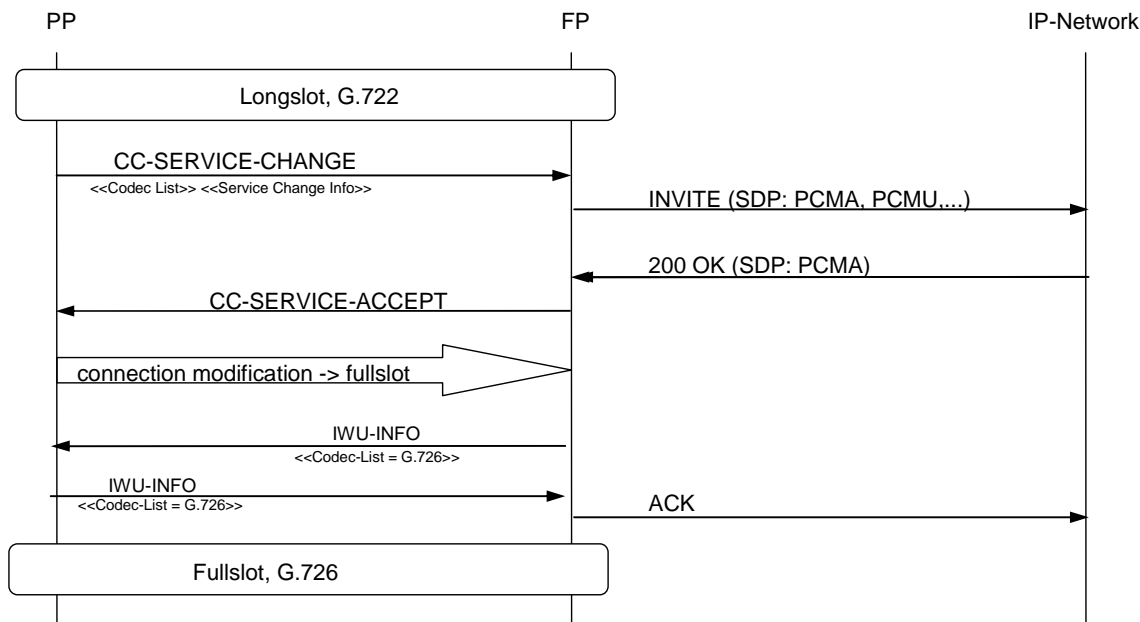 PP FP IP-Network
Longslot, G.722
CC-SERVICE-CHANGE
<<Codec List>> <<Service Change Info>>
INVITE (SDP: PCMA, PCMU,...)
200 OK (SDP: PCMA)
CC-SERVICE-ACCEPT
connection modification -> fullslot
IWU-INFO
<<Codec-List = G.726>>
IWU-INFO
<<Codec-List = G.726>>
ACK
Fullslot, G.726